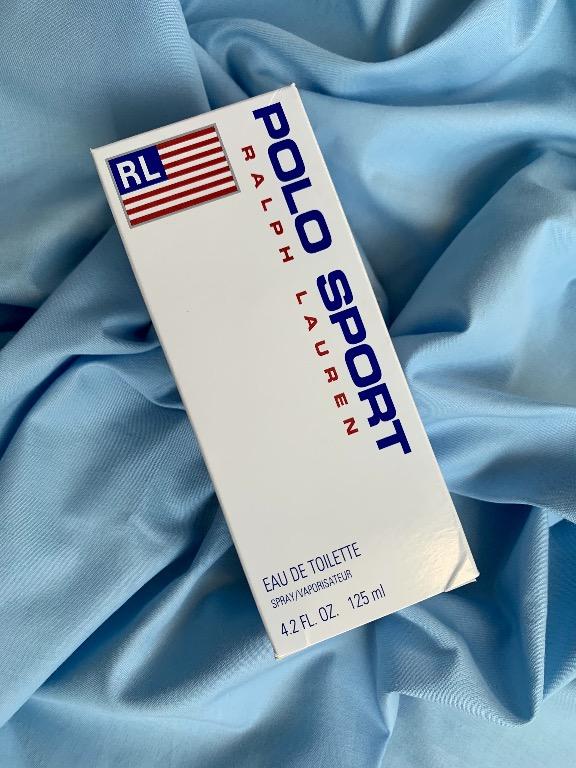 RL
POLO SPORT
RALPH LAUREN
EAU DE TOILETTE
SPRAY/VAPORISATEUR
4.2 FL. OZ. 125 ml